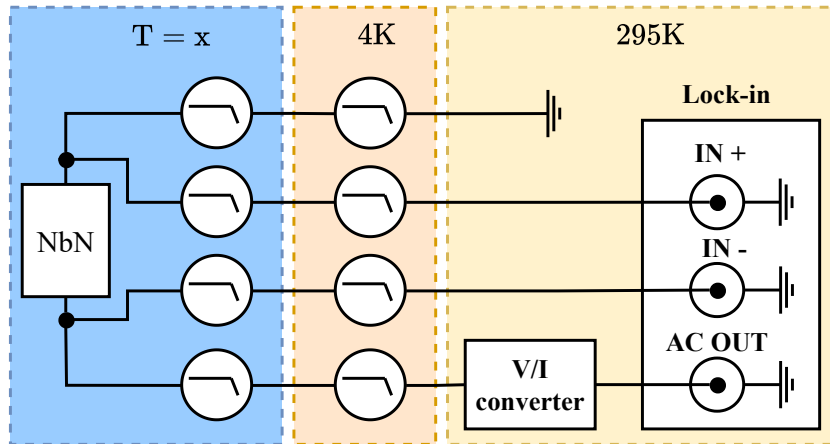 T = x
4K
295K
Lock-in
IN +
NbN
IN -
AC OUT
V/I
converter